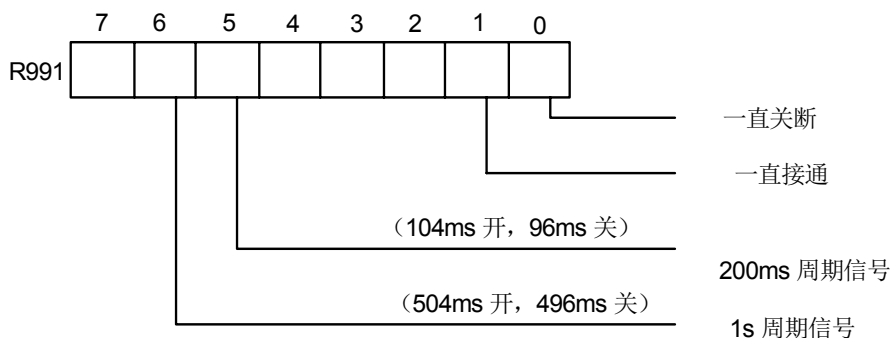 7 6 5 4 3 2 1 0
R991
一直关断
一直接通
(104ms 开，96ms 关)
200ms 周期信号
(504ms 开，496ms 关)
1s 周期信号